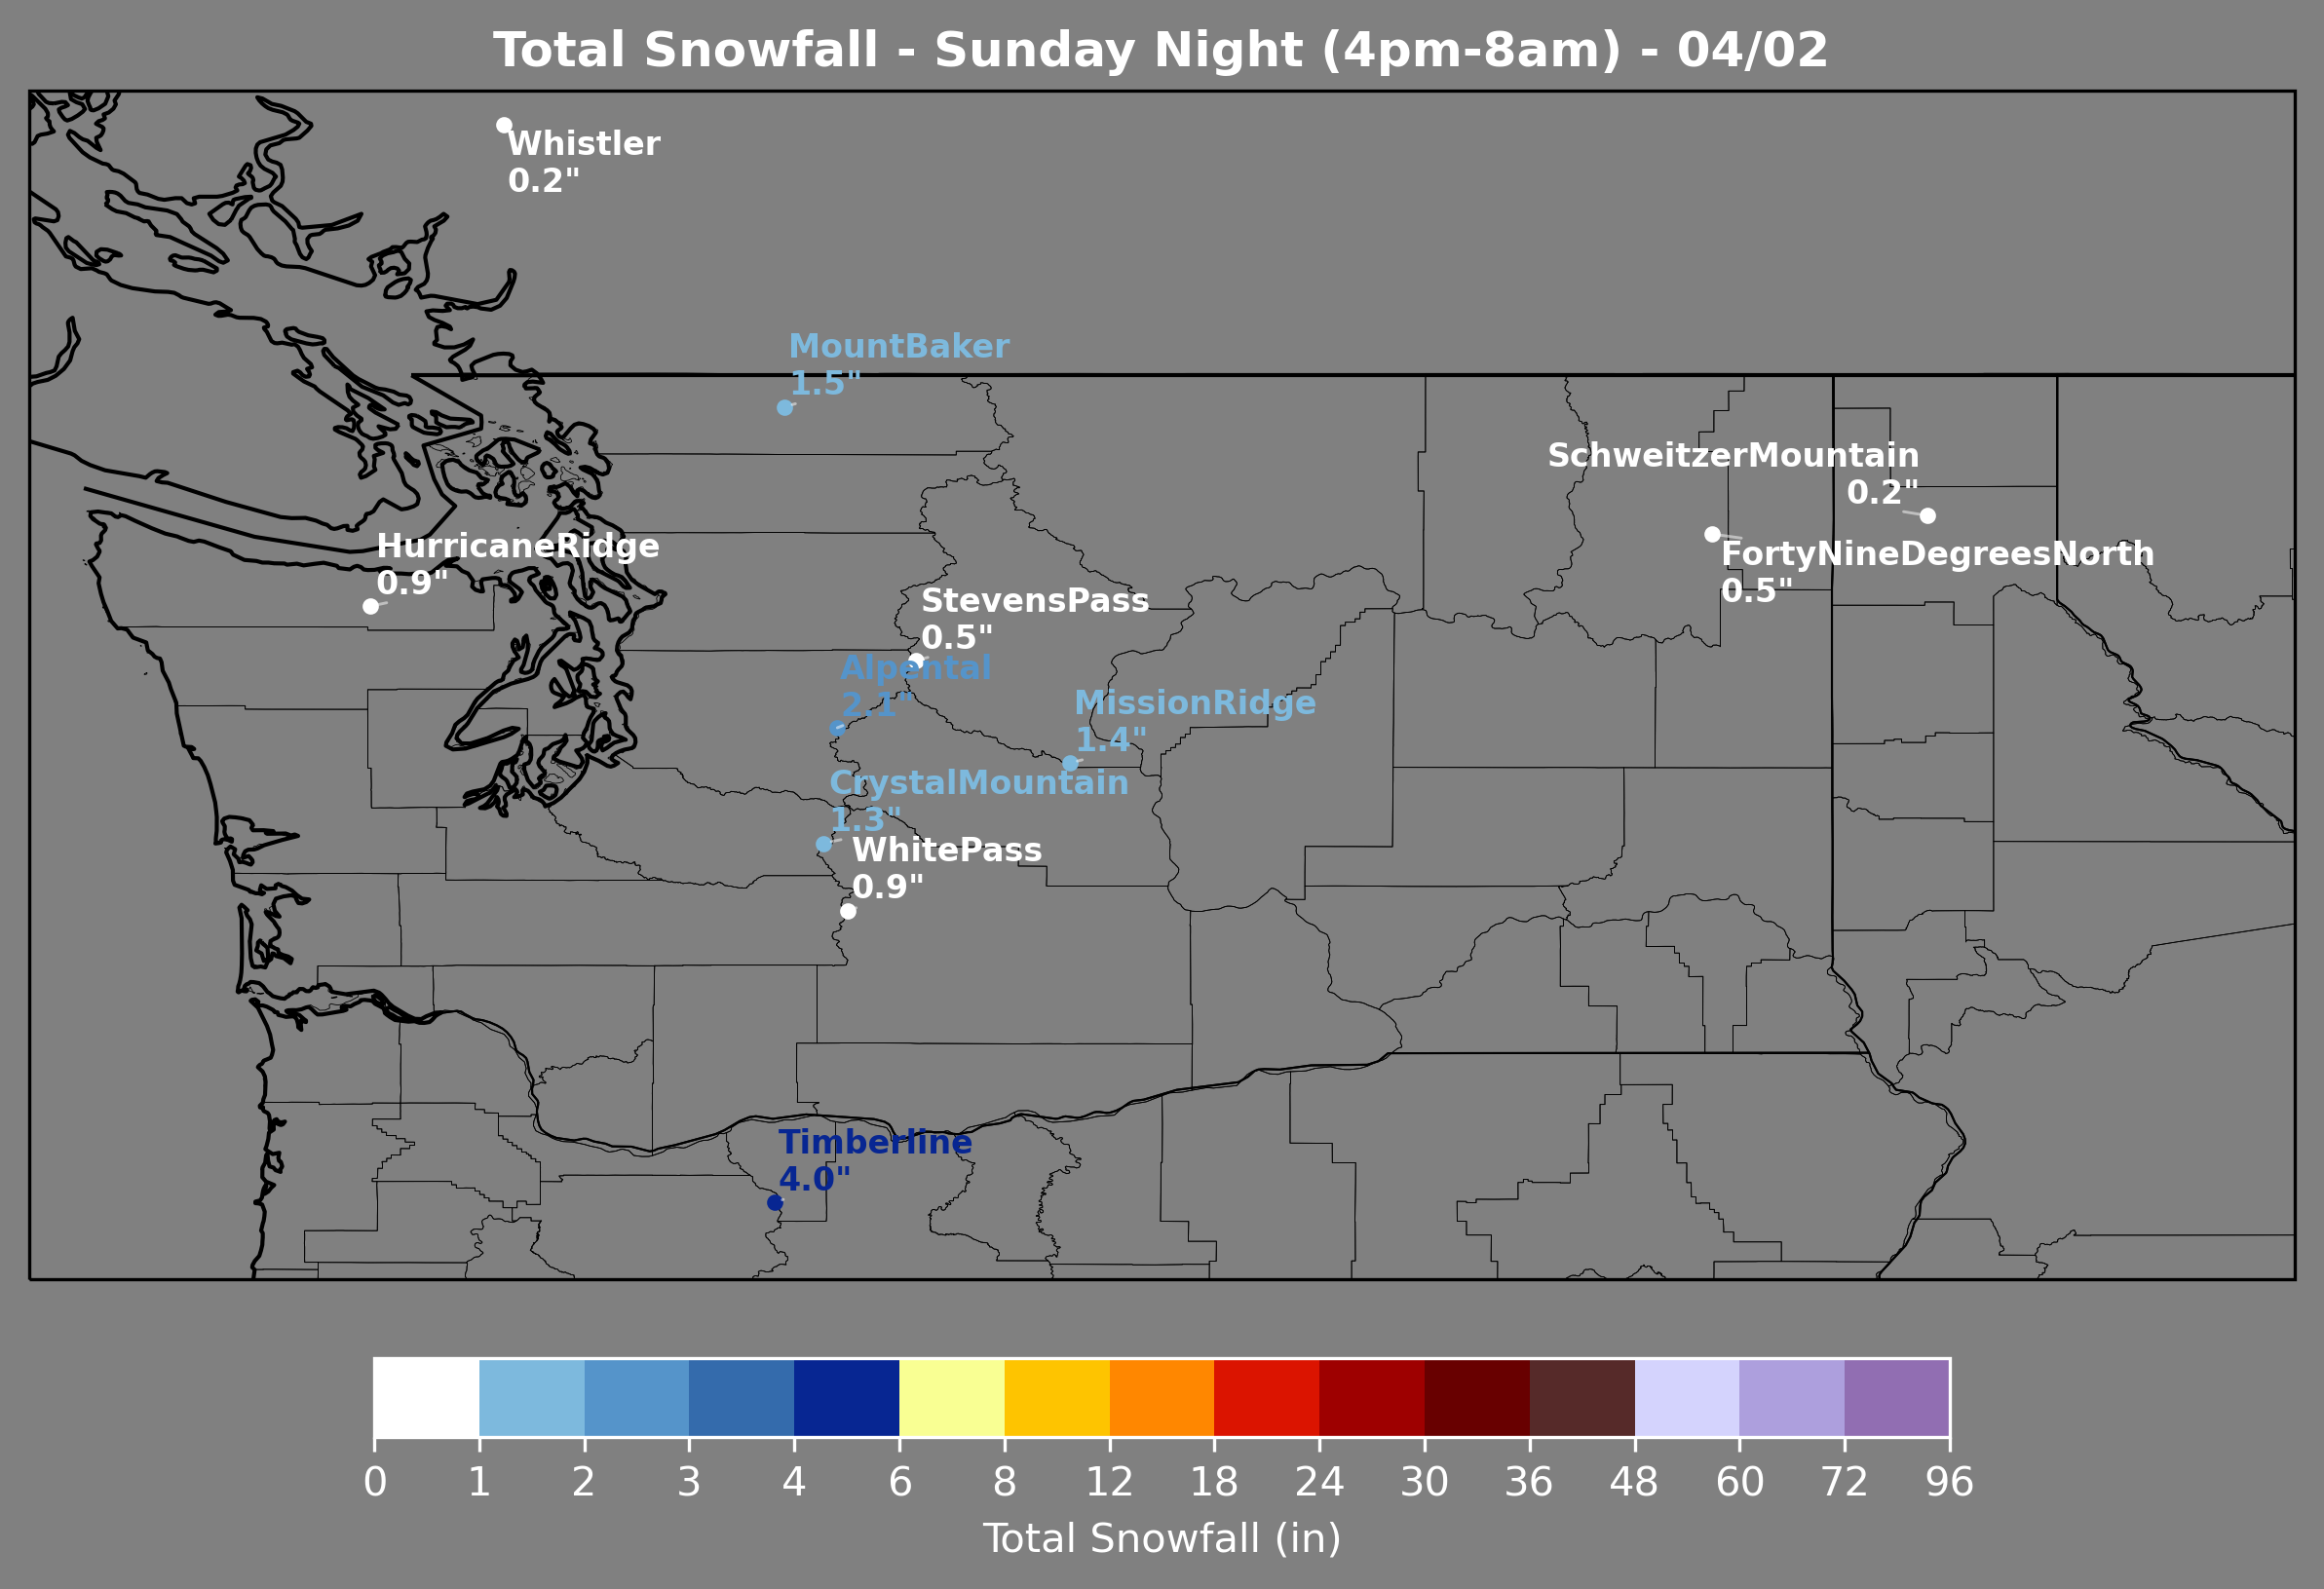 Total Snowfall - Sunday Night (4pm-8am) - 04/02
Whistler
0.2"
MountBaker
1.5"
SchweitzerMountain
0.2"
HurricaneRidge
0.9"
FortyNineDegreesNorth
0.5"
StevensPass
0.5"
Alpental
2.1"
MissionRidge
1.4"
CrystalMountain
1.3"
WhitePass
0.9"
Timberline
4.0"
0 1 2 3 4 6 8 12 18 24 30 36 48 60 72 96
Total Snowfall (in)